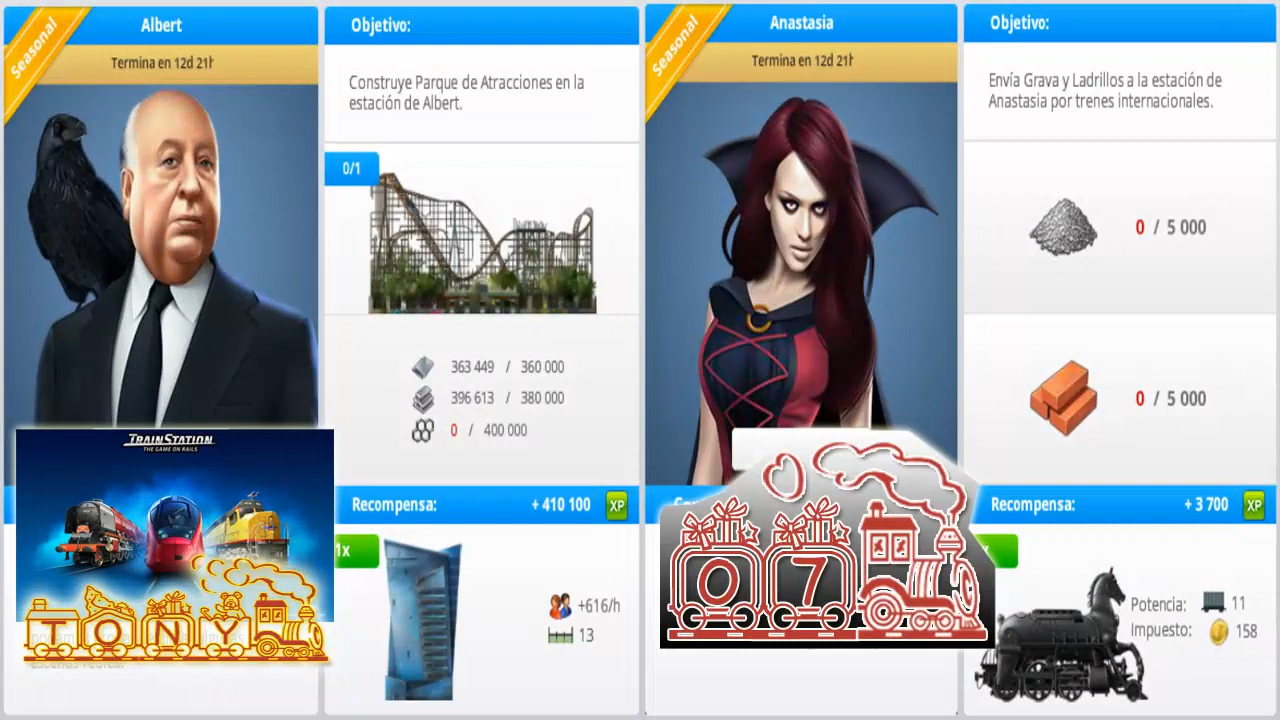 Seasonal
Albert
Termina en 12d 21h
Objetivo:
Construye Parque de Atracciones en la
estación de Albert.
0/1
363 449 / 360 000
396 613 / 380 000
0 / 400 000
Recompensa:
+ 410 100 XP
1x
+616/h
13
TRAINSTATION
THE GAME ON RAILS
TONY
Seasonal
Anastasia
Termina en 12d 21h
Objetivo:
Envía Grava y Ladrillos a la estación de
Anastasia por trenes internacionales.
0 / 5 000
0 / 5 000
07
Recompensa:
+ 3 700 XP
Potencia: 11
Impuesto: 158